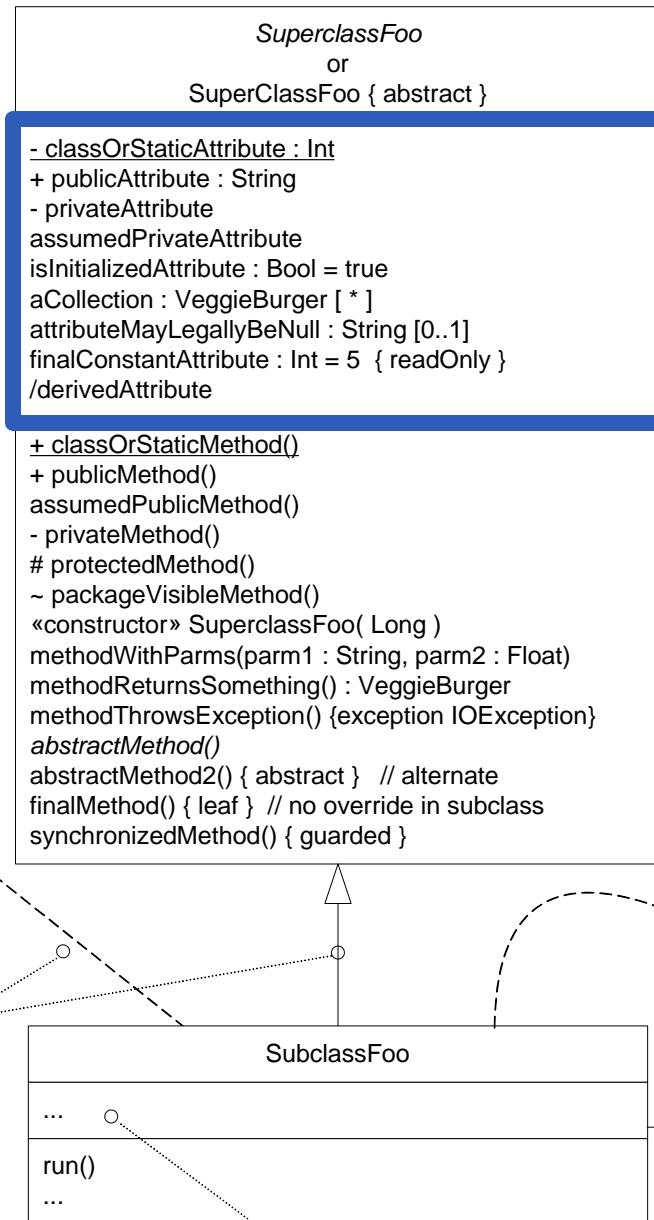 SuperclassFoo
or
SuperClassFoo { abstract }
- classOrStaticAttribute : Int
+ publicAttribute : String
- privateAttribute
assumedPrivateAttribute
isInitializedAttribute : Bool = true
aCollection : VeggieBurger [ * ]
attributeMayLegallyBeNull : String [0..1]
finalConstantAttribute : Int = 5 { readOnly }
/derivedAttribute
+ classOrStaticMethod()
+ publicMethod()
assumedPublicMethod()
- privateMethod()
# protectedMethod()
~ packageVisibleMethod()
«constructor» SuperclassFoo( Long )
methodWithParms(parm1 : String, parm2 : Float)
methodReturnsSomething() : VeggieBurger
methodThrowsException() {exception IOException}
abstractMethod()
abstractMethod2() { abstract } // alternate
finalMethod() { leaf } // no override in subclass
synchronizedMethod() { guarded }
SubclassFoo
...
run()
...